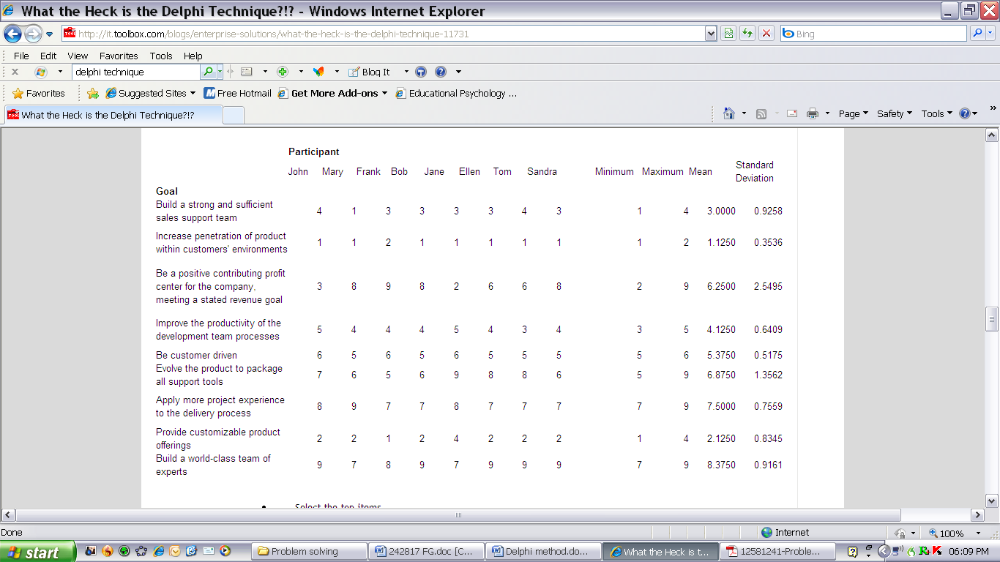 What the Heck is the Delphi Technique?!? - Windows Internet Explorer
http://it.toolbox.com/blogs/enterprise-solutions/what-the-heck-is-the-delphi-technique-11731
Bing
File Edit View Favorites Tools Help
delphi technique
Blog It
Favorites Suggested Sites Free Hotmail Get More Add-ons Educational Psychology ...
What the Heck is the Delphi Technique?!?
Page Safety Tools
Participant
John Mary Frank Bob Jane Ellen Tom Sandra Minimum Maximum Mean Standard
Deviation
Goal
Build a strong and sufficient
sales support team 4 1 3 3 3 3 4 3 1 4 3.0000 0.9258
Increase penetration of product
within customers' environments 1 1 2 1 1 1 1 1 1 2 1.1250 0.3536
Be a positive contributing profit
center for the company, 3 8 9 8 2 6 6 8 2 9 6.2500 2.5495
meeting a stated revenue goal
Improve the productivity of the
development team processes 5 4 4 4 5 4 3 4 3 5 4.1250 0.6409
Be customer driven 6 5 6 5 6 5 5 5 5 6 5.3750 0.5175
Evolve the product to package
all support tools 7 6 5 6 9 8 8 6 5 9 6.8750 1.3562
Apply more project experience
to the delivery process 8 9 7 7 8 7 7 7 7 9 7.5000 0.7559
Provide customizable product
offerings 2 2 1 2 4 2 2 2 1 4 2.1250 0.8345
Build a world-class team of
experts 9 7 8 9 7 9 9 9 7 9 8.3750 0.9161
Select the top items
Done Internet 100%
start Problem solving 242817 FG.doc [C... Delphi method.do... What the Heck is t... 12581241-Proble... 06:09 PM